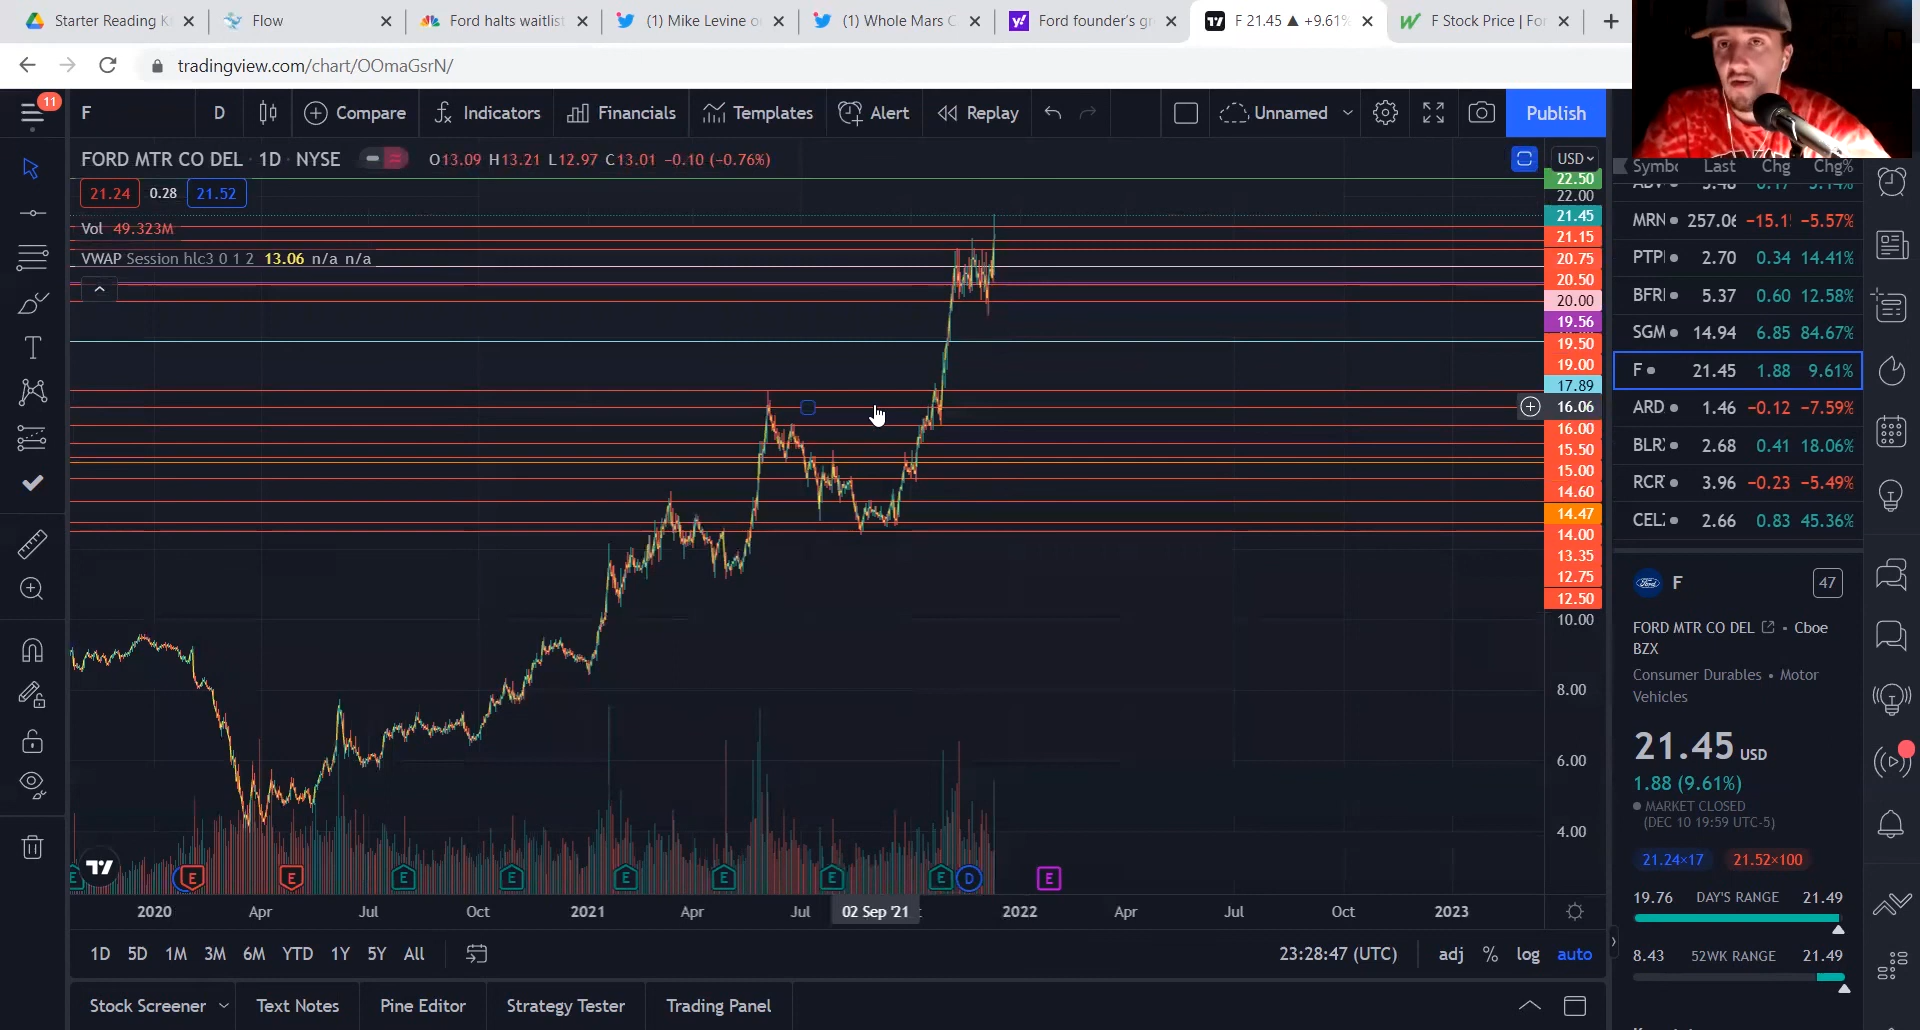 Starter Reading K
Flow
Ford halts waitlist
(1) Mike Levine o
(1) Whole Mars C
Ford founder's gr
F 21.45 ▲ +9.61%
F Stock Price | For
tradingview.com/chart/OOmaGsrN/
11
F
D
Compare
Indicators
Financials
Templates
Alert
Replay
Unnamed
Publish
FORD MTR CO DEL · 1D · NYSE
O13.09 H13.21 L12.97 C13.01 −0.10 (−0.76%)
USD
21.24 0.28 21.52
Vol 49.323M
VWAP Session hlc3 0 1 2 13.06 n/a n/a
22.50
22.00
21.45
21.15
20.75
20.50
20.00
19.56
19.50
19.00
17.89
16.06
16.00
15.50
15.00
14.60
14.47
14.00
13.35
12.75
12.50
10.00
8.00
6.00
4.00
E E E E E E E E E D E
2020 Apr Jul Oct 2021 Apr Jul 02 Sep '21 2022 Apr Jul Oct 2023
1D 5D 1M 3M 6M YTD 1Y 5Y All
23:28:47 (UTC) adj % log auto
Stock Screener
Text Notes
Pine Editor
Strategy Tester
Trading Panel
Symbo Last Chg Chg%
MRN 257.06 −15.1 −5.57%
PTPI 2.70 0.34 14.41%
BFRI 5.37 0.60 12.58%
SGM 14.94 6.85 84.67%
F 21.45 1.88 9.61%
ARD 1.46 −0.12 −7.59%
BLR 2.68 0.41 18.06%
RCR 3.96 −0.23 −5.49%
CEL 2.66 0.83 45.36%
Ford
F
47
FORD MTR CO DEL · Cboe
BZX
Consumer Durables • Motor
Vehicles
21.45 USD
1.88 (9.61%)
MARKET CLOSED
(DEC 10 19:59 UTC-5)
21.24×17 21.52×100
19.76 DAY'S RANGE 21.49
8.43 52WK RANGE 21.49